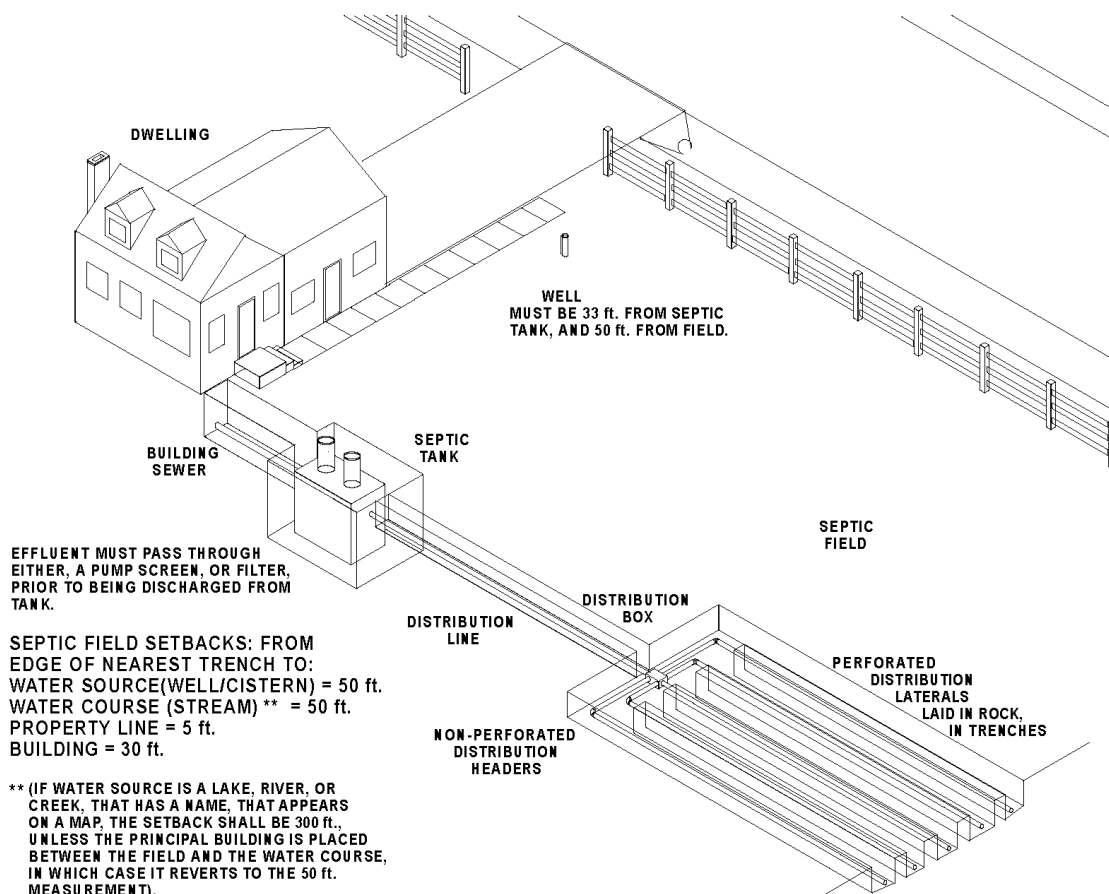 DWELLING
WELL
MUST BE 33 ft. FROM SEPTIC
TANK, AND 50 ft. FROM FIELD.
BUILDING
SEWER
SEPTIC
TANK
SEPTIC
FIELD
EFFLUENT MUST PASS THROUGH
EITHER, A PUMP SCREEN, OR FILTER,
PRIOR TO BEING DISCHARGED FROM
TANK.
DISTRIBUTION
BOX
DISTRIBUTION
LINE
SEPTIC FIELD SETBACKS: FROM
EDGE OF NEAREST TRENCH TO:
WATER SOURCE(WELL/CISTERN) = 50 ft.
WATER COURSE (STREAM) ** = 50 ft.
PROPERTY LINE = 5 ft.
BUILDING = 30 ft.
PERFORATED
DISTRIBUTION
LATERALS
LAID IN ROCK,
IN TRENCHES
NON-PERFORATED
DISTRIBUTION
HEADERS
** (IF WATER SOURCE IS A LAKE, RIVER, OR
CREEK, THAT HAS A NAME, THAT APPEARS
ON A MAP, THE SETBACK SHALL BE 300 ft.,
UNLESS THE PRINCIPAL BUILDING IS PLACED
BETWEEN THE FIELD AND THE WATER COURSE,
IN WHICH CASE IT REVERTS TO THE 50 ft.
MEASUREMENT).